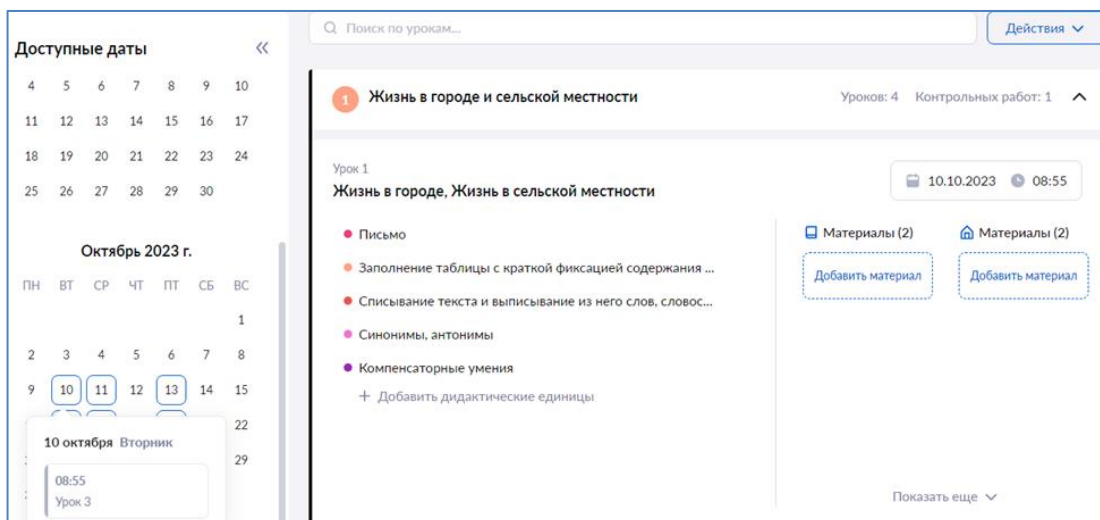 Доступные даты
4 5 6 7 8 9 10
11 12 13 14 15 16 17
18 19 20 21 22 23 24
25 26 27 28 29 30
Октябрь 2023 г.
ПН ВТ СР ЧТ ПТ СБ ВС
1
2 3 4 5 6 7 8
9 10 11 12 13 14 15
22
29
10 октября Вторник
08:55
Урок 3
Поиск по урокам...
Действия
1 Жизнь в городе и сельской местности
Уроков: 4 Контрольных работ: 1
Урок 1
Жизнь в городе, Жизнь в сельской местности
10.10.2023 08:55
Письмо
Заполнение таблицы с краткой фиксацией содержания ...
Списывание текста и выписывание из него слов, словос...
Синонимы, антонимы
Компенсаторные умения
+ Добавить дидактические единицы
Материалы (2) Материалы (2)
Добавить материал Добавить материал
Показать еще